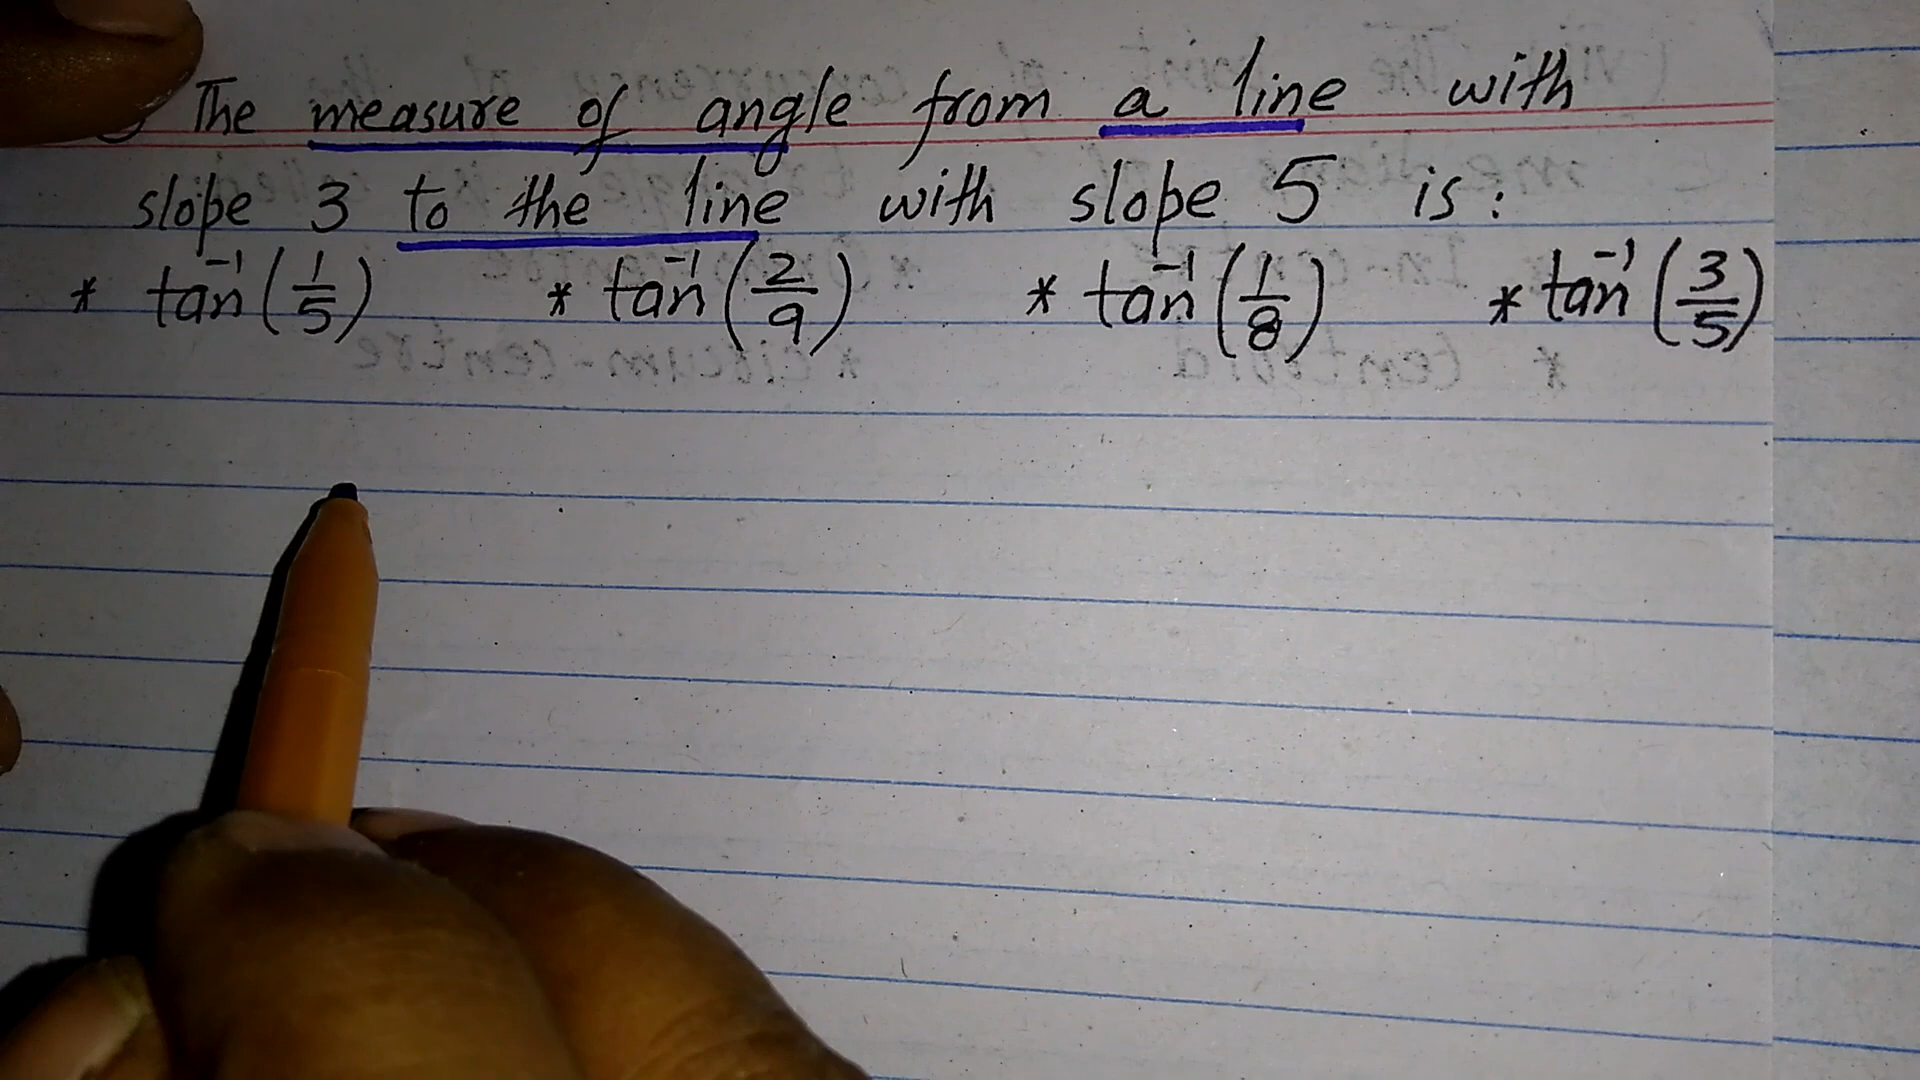 The measure of angle from a line with
slope 3 to the line with slope 5 is:
* tan⁻¹(1/5) * tan⁻¹(2/9) * tan⁻¹(1/8) * tan⁻¹(3/5)